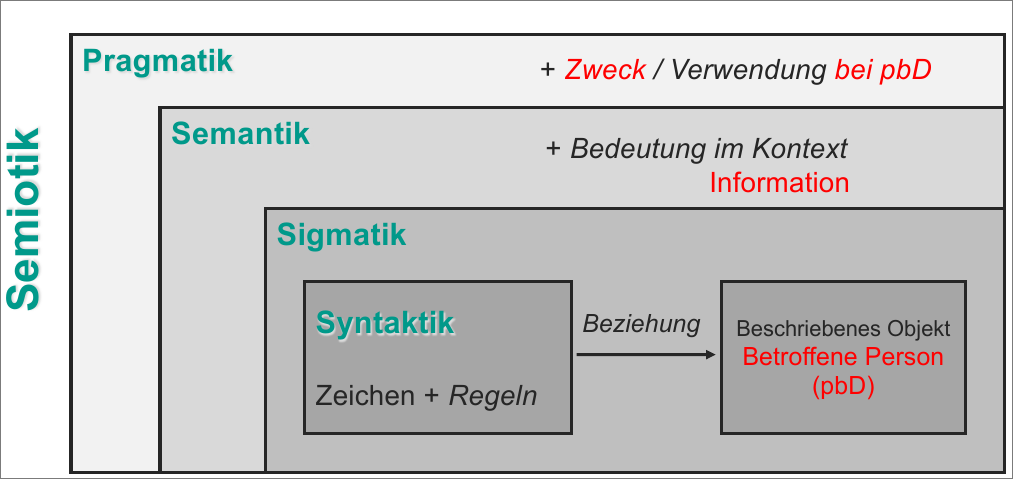 Semiotik
Pragmatik
+ Zweck / Verwendung bei pbD
Semantik
+ Bedeutung im Kontext
Information
Sigmatik
Syntaktik
Zeichen + Regeln
Beziehung
Beschriebenes Objekt
Betroffene Person
(pbD)